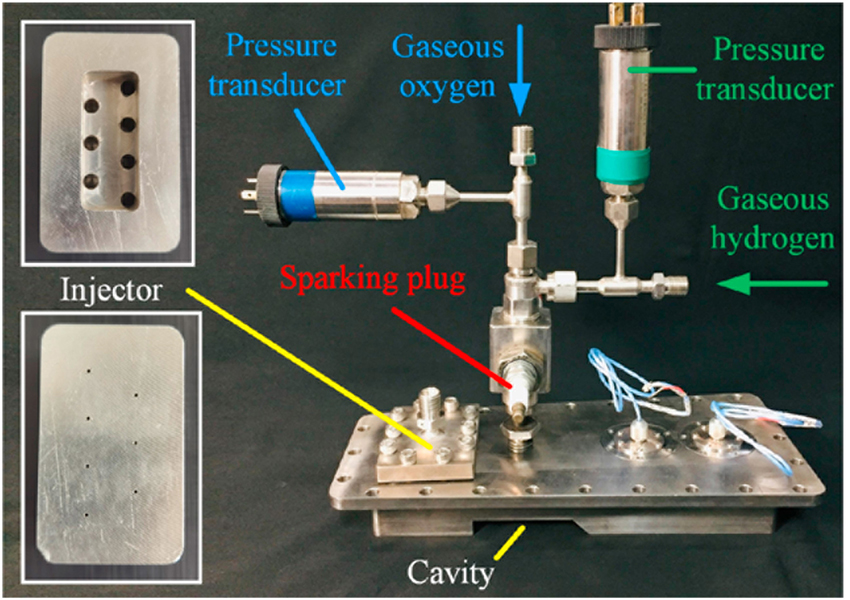 Pressure
transducer
Gaseous
oxygen
Pressure
transducer
Gaseous
hydrogen
Injector
Sparking plug
Cavity